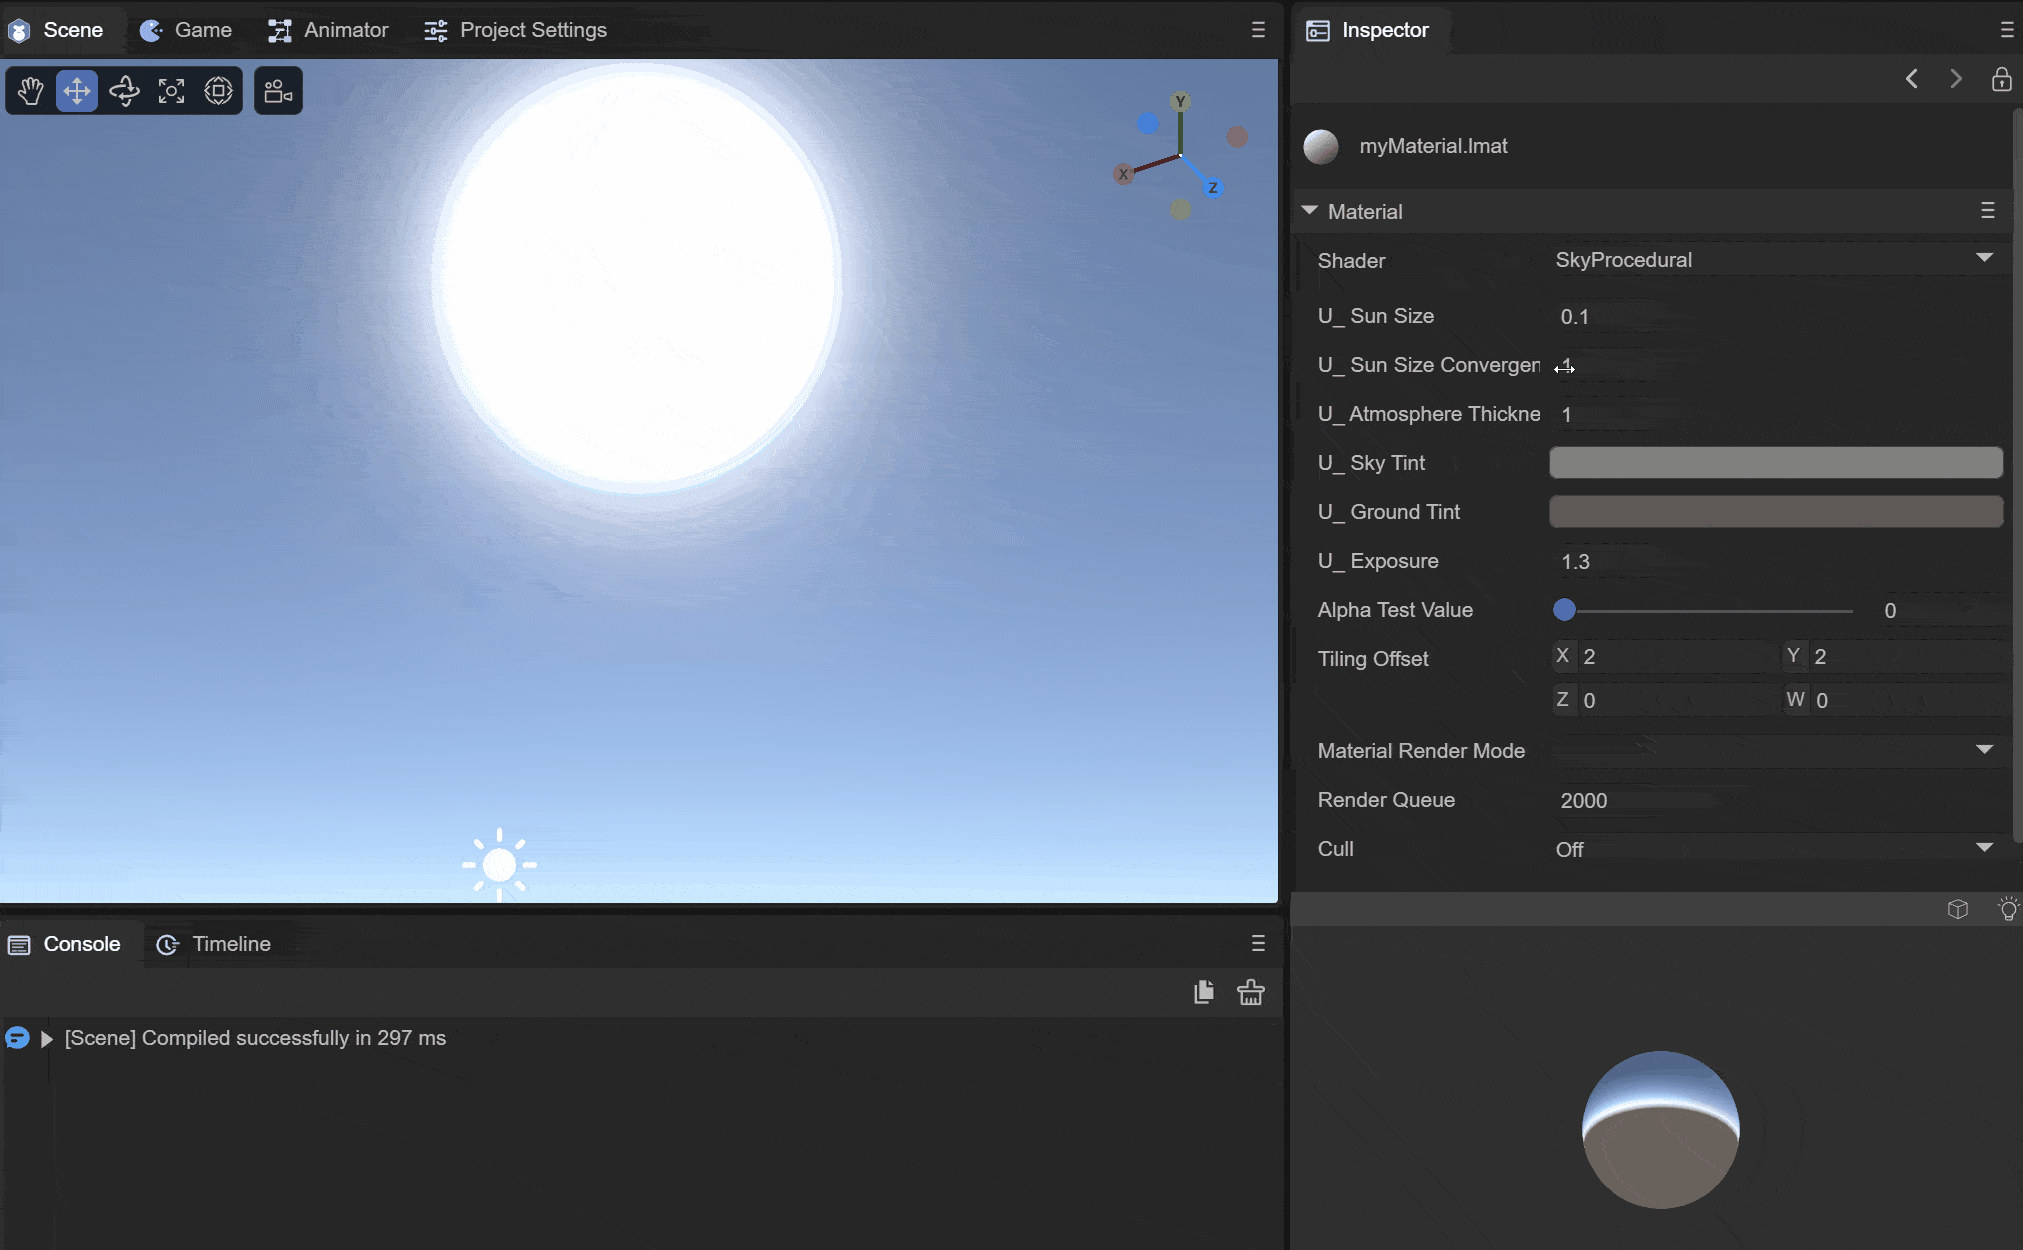 Scene Game Animator Project Settings
Inspector
Y
X
Z
myMaterial.lmat
Material
Shader SkyProcedural
U_ Sun Size 0.1
U_ Sun Size Convergen 1
U_ Atmosphere Thickne 1
U_ Sky Tint
U_ Ground Tint
U_ Exposure 1.3
Alpha Test Value 0
Tiling Offset X 2 Y 2
Z 0 W 0
Material Render Mode
Render Queue 2000
Cull Off
Console Timeline
[Scene] Compiled successfully in 297 ms